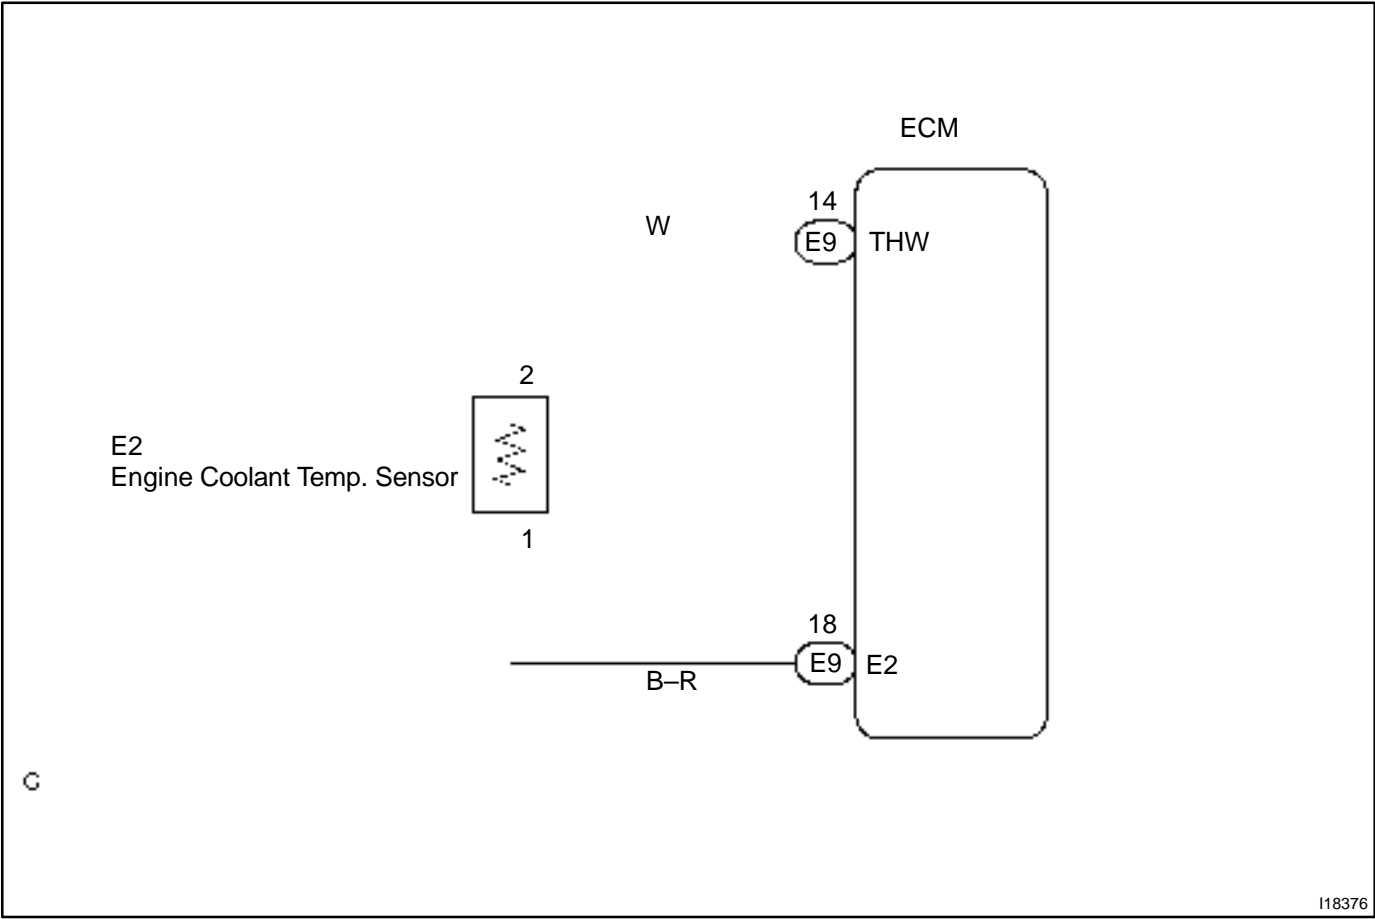 ECM
14
W
E9
THW
2
E2
Engine Coolant Temp. Sensor
1
18
E9
E2
B–R
G
I18376